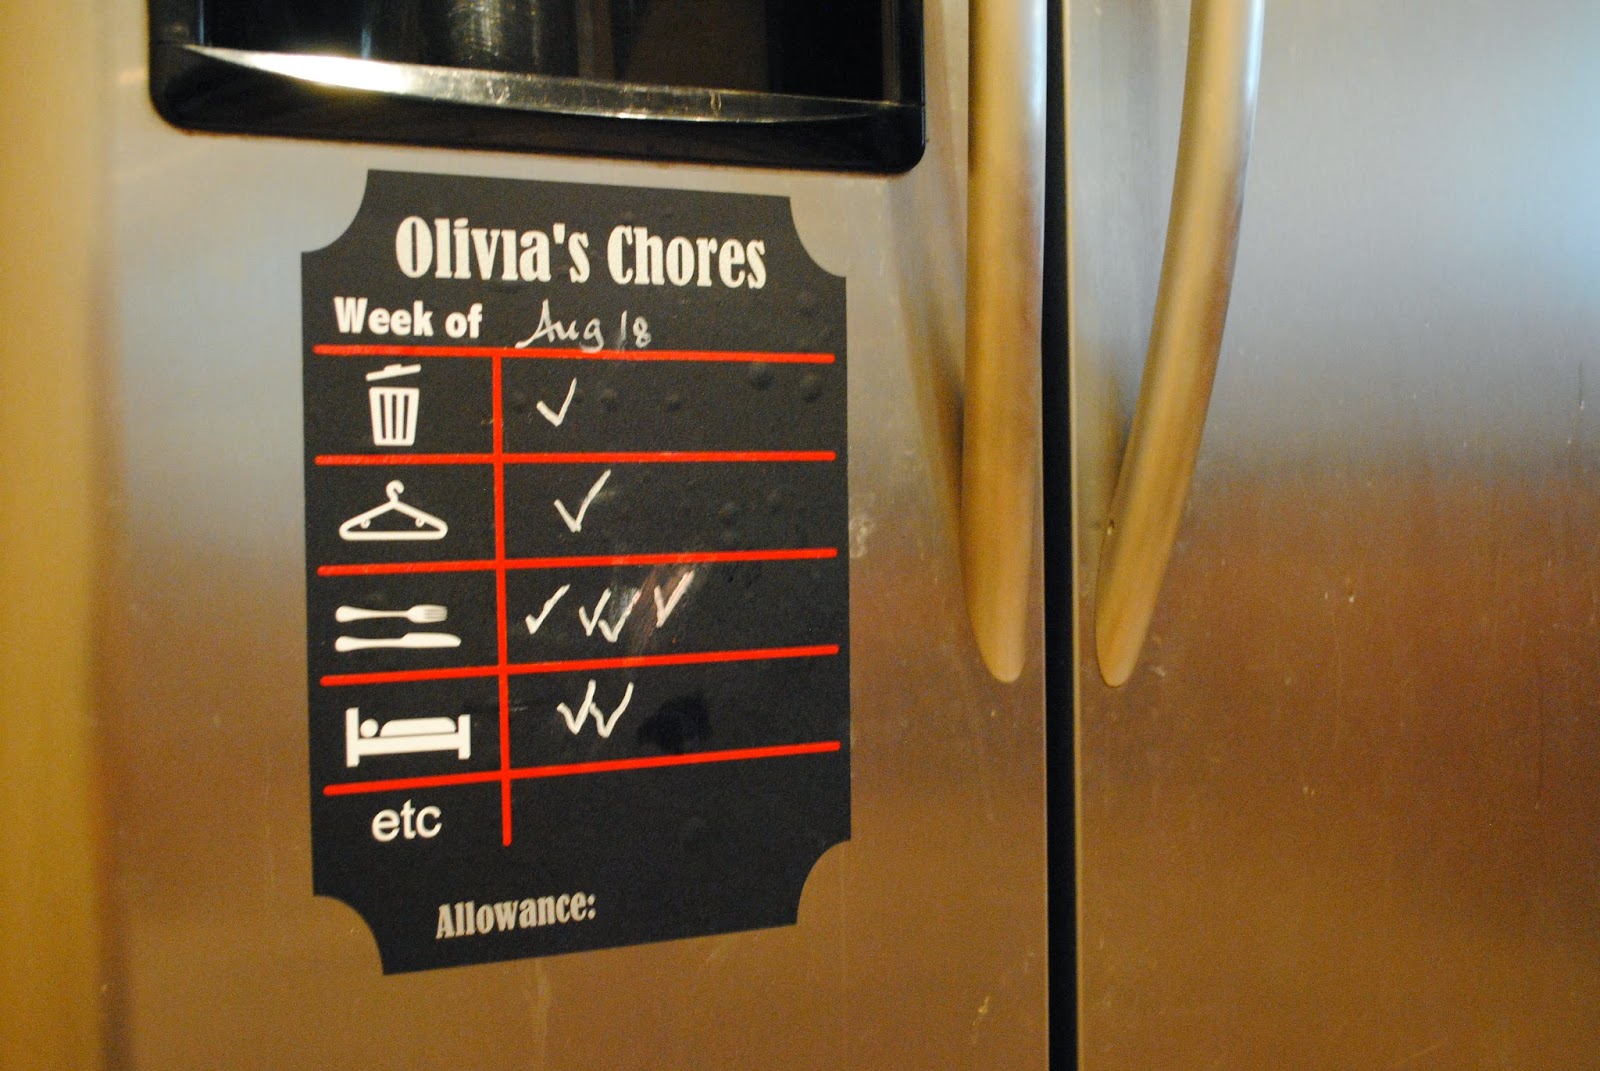 Olivia's Chores
Week of Aug 18
etc
Allowance: